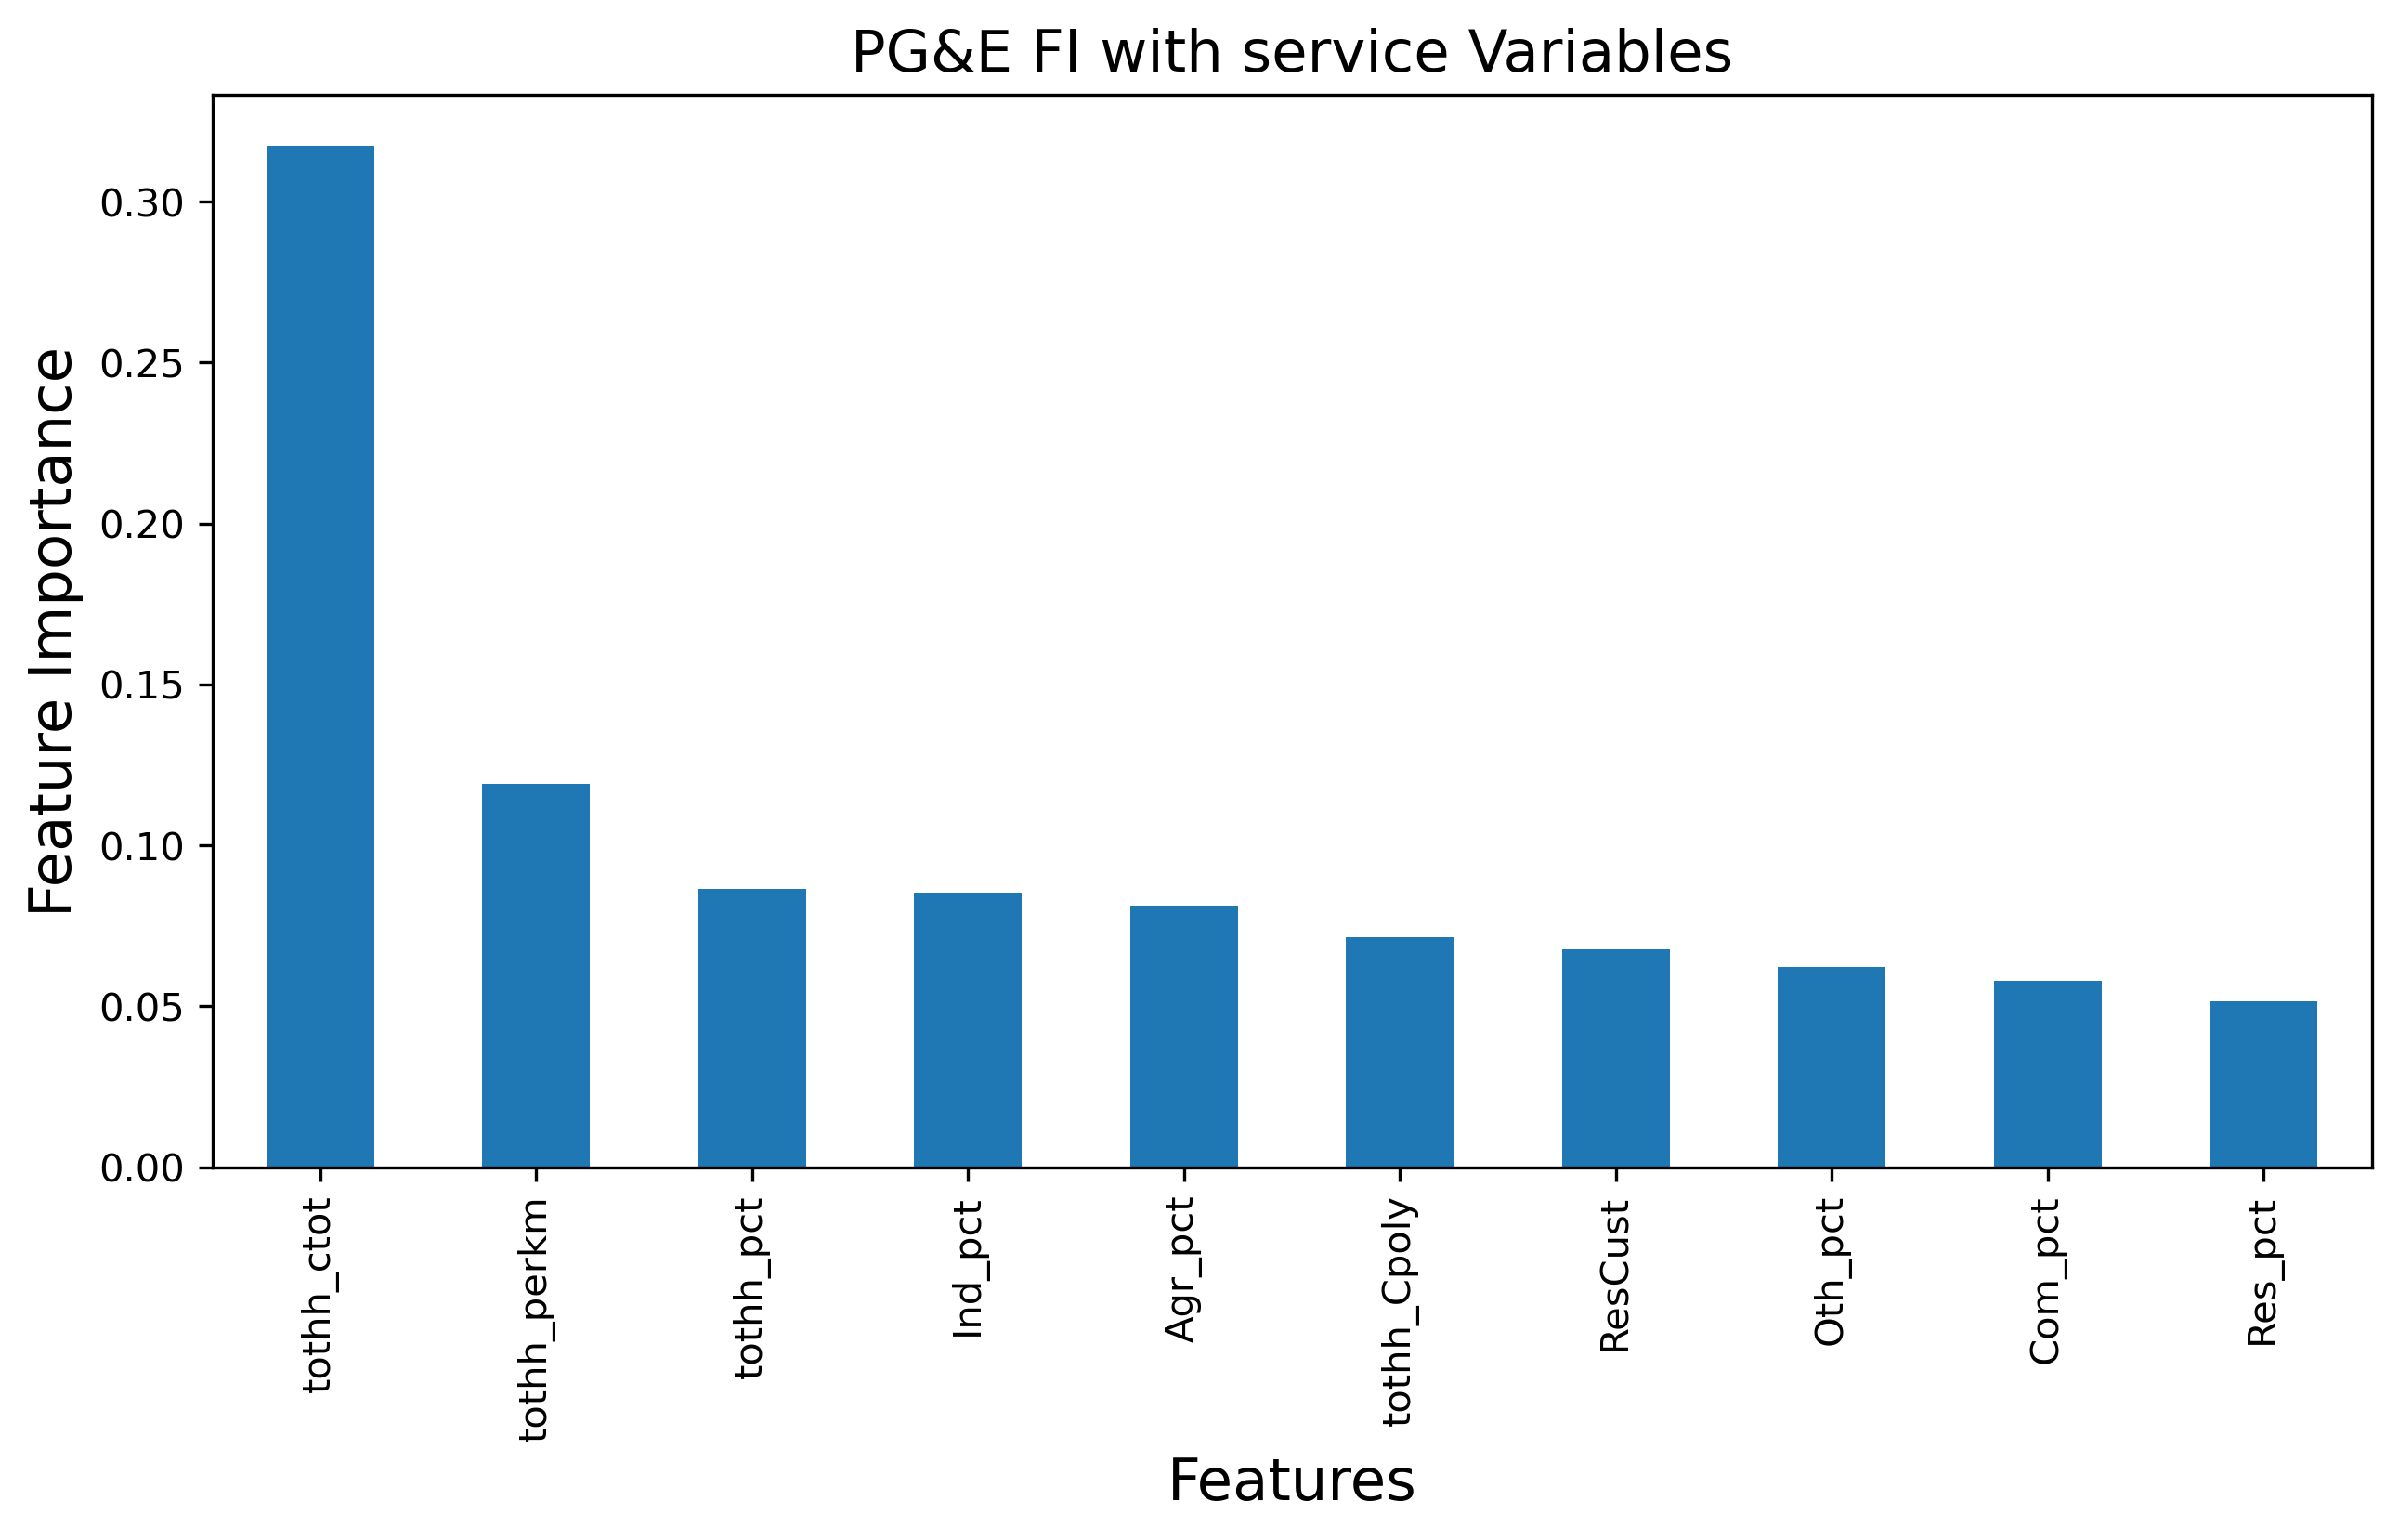 PG&E FI with service Variables
Feature Importance
0.30
0.25
0.20
0.15
0.10
0.05
0.00
tothh_ctot
tothh_perkm
tothh_pct
Ind_pct
Agr_pct
tothh_Cpoly
ResCust
Oth_pct
Com_pct
Res_pct
Features